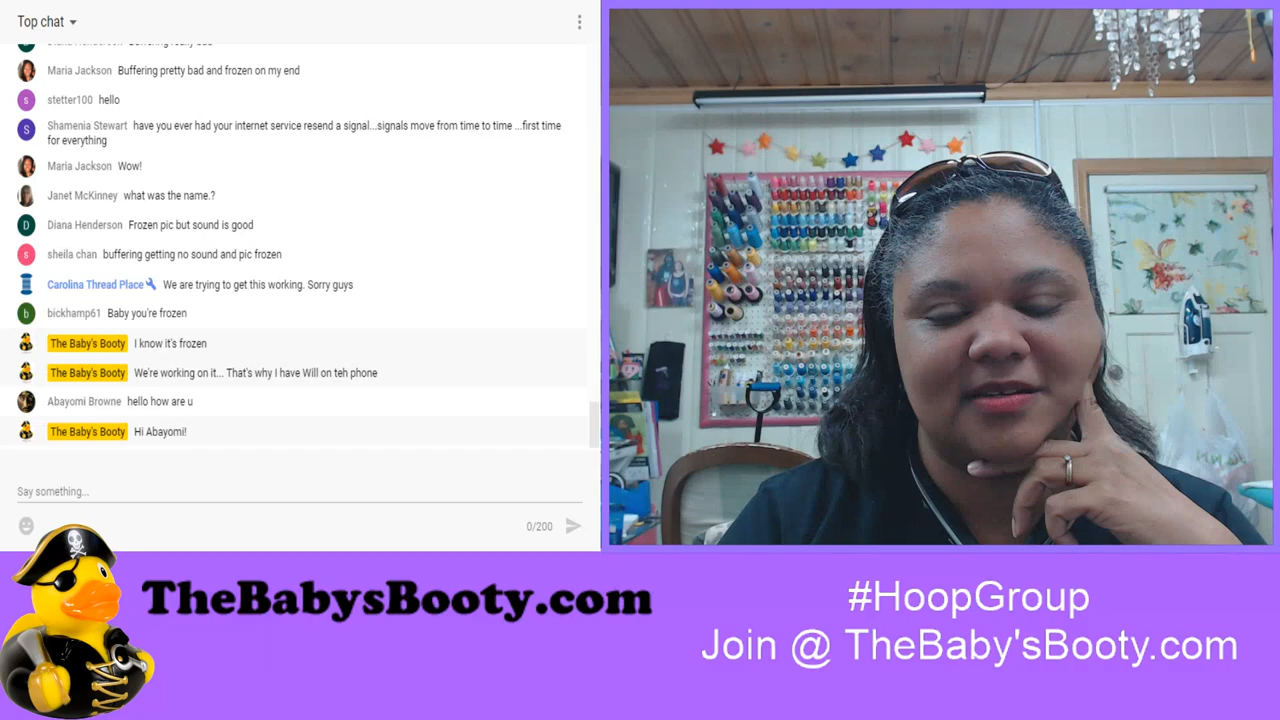 Top chat
Maria Jackson Buffering pretty bad and frozen on my end
s stetter100 hello
S Shamenia Stewart have you ever had your internet service resend a signal...signals move from time to time ...first time
for everything
Maria Jackson Wow!
Janet McKinney what was the name.?
D Diana Henderson Frozen pic but sound is good
s sheila chan buffering getting no sound and pic frozen
Carolina Thread Place We are trying to get this working. Sorry guys
b bickhamp61 Baby you're frozen
The Baby's Booty I know it's frozen
The Baby's Booty We're working on it... That's why I have Will on teh phone
Abayomi Browne hello how are u
The Baby's Booty Hi Abayomi!
Say something...
0/200
TheBabysBooty.com
#HoopGroup
Join @ TheBaby'sBooty.com